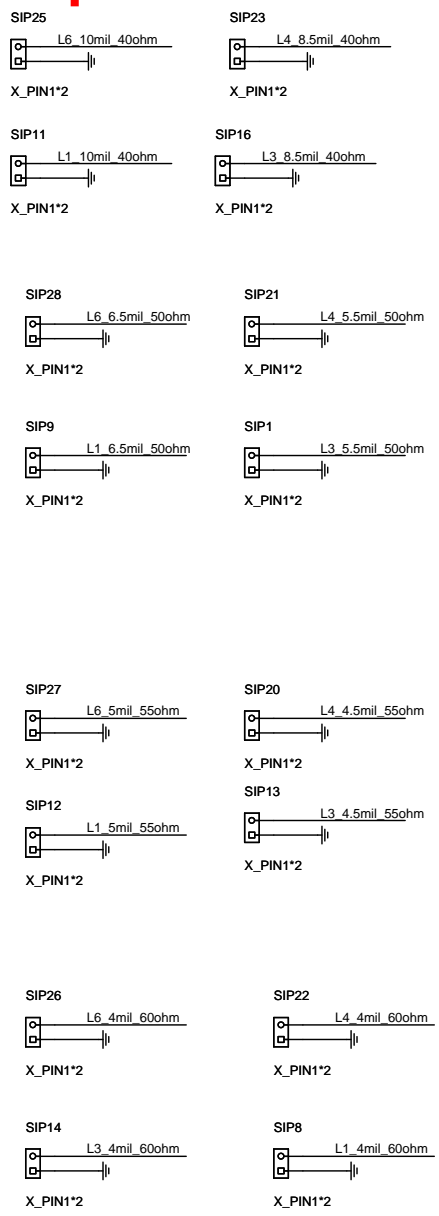 SIP25
L6_10mil_40ohm
X_PIN1*2
SIP23
L4_8.5mil_40ohm
X_PIN1*2
SIP11
L1_10mil_40ohm
X_PIN1*2
SIP16
L3_8.5mil_40ohm
X_PIN1*2
SIP28
L6_6.5mil_50ohm
X_PIN1*2
SIP21
L4_5.5mil_50ohm
X_PIN1*2
SIP9
L1_6.5mil_50ohm
X_PIN1*2
SIP1
L3_5.5mil_50ohm
X_PIN1*2
SIP27
L6_5mil_55ohm
X_PIN1*2
SIP20
L4_4.5mil_55ohm
X_PIN1*2
SIP12
L1_5mil_55ohm
X_PIN1*2
SIP13
L3_4.5mil_55ohm
X_PIN1*2
SIP26
L6_4mil_60ohm
X_PIN1*2
SIP22
L4_4mil_60ohm
X_PIN1*2
SIP14
L3_4mil_60ohm
X_PIN1*2
SIP8
L1_4mil_60ohm
X_PIN1*2